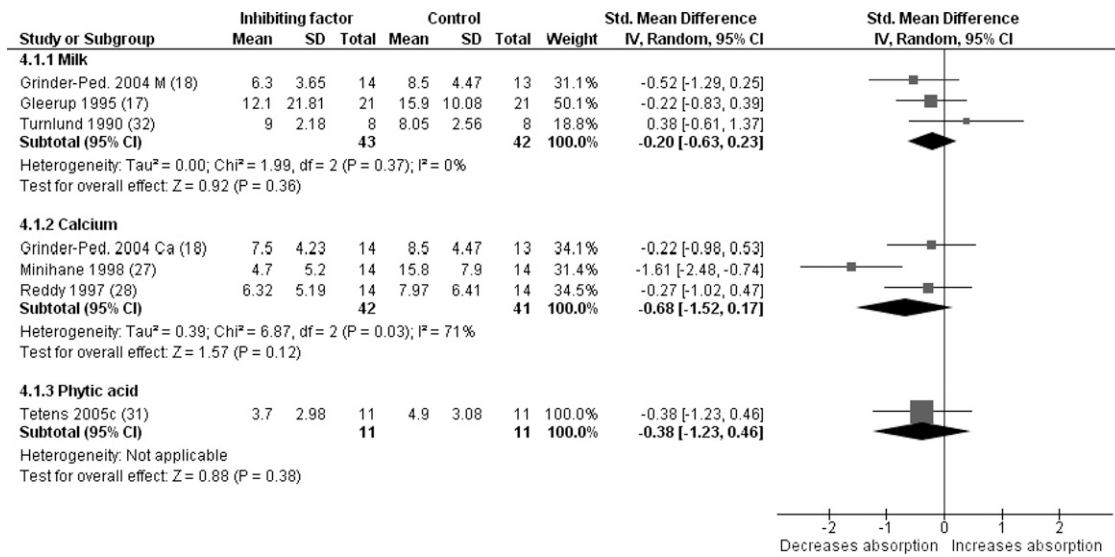 Inhibiting factor Control Std. Mean Difference Std. Mean Difference
Study or Subgroup Mean SD Total Mean SD Total Weight IV, Random, 95% CI IV, Random, 95% CI
4.1.1 Milk
Grinder-Ped. 2004 M (18) 6.3 3.65 14 8.5 4.47 13 31.1% -0.52 [-1.29, 0.25]
Gleerup 1995 (17) 12.1 21.81 21 15.9 10.08 21 50.1% -0.22 [-0.83, 0.39]
Turnlund 1990 (32) 9 2.18 8 8.05 2.56 8 18.8% 0.38 [-0.61, 1.37]
Subtotal (95% CI) 43 42 100.0% -0.20 [-0.63, 0.23]
Heterogeneity: Tau² = 0.00; Chi² = 1.99, df = 2 (P = 0.37); I² = 0%
Test for overall effect: Z = 0.92 (P = 0.36)
4.1.2 Calcium
Grinder-Ped. 2004 Ca (18) 7.5 4.23 14 8.5 4.47 13 34.1% -0.22 [-0.98, 0.53]
Minihane 1998 (27) 4.7 5.2 14 15.8 7.9 14 31.4% -1.61 [-2.48, -0.74]
Reddy 1997 (28) 6.32 5.19 14 7.97 6.41 14 34.5% -0.27 [-1.02, 0.47]
Subtotal (95% CI) 42 41 100.0% -0.68 [-1.52, 0.17]
Heterogeneity: Tau² = 0.39; Chi² = 6.87, df = 2 (P = 0.03); I² = 71%
Test for overall effect: Z = 1.57 (P = 0.12)
4.1.3 Phytic acid
Tetens 2005c (31) 3.7 2.98 11 4.9 3.08 11 100.0% -0.38 [-1.23, 0.46]
Subtotal (95% CI) 11 11 100.0% -0.38 [-1.23, 0.46]
Heterogeneity: Not applicable
Test for overall effect: Z = 0.88 (P = 0.38)
-2 -1 0 1 2
Decreases absorption Increases absorption